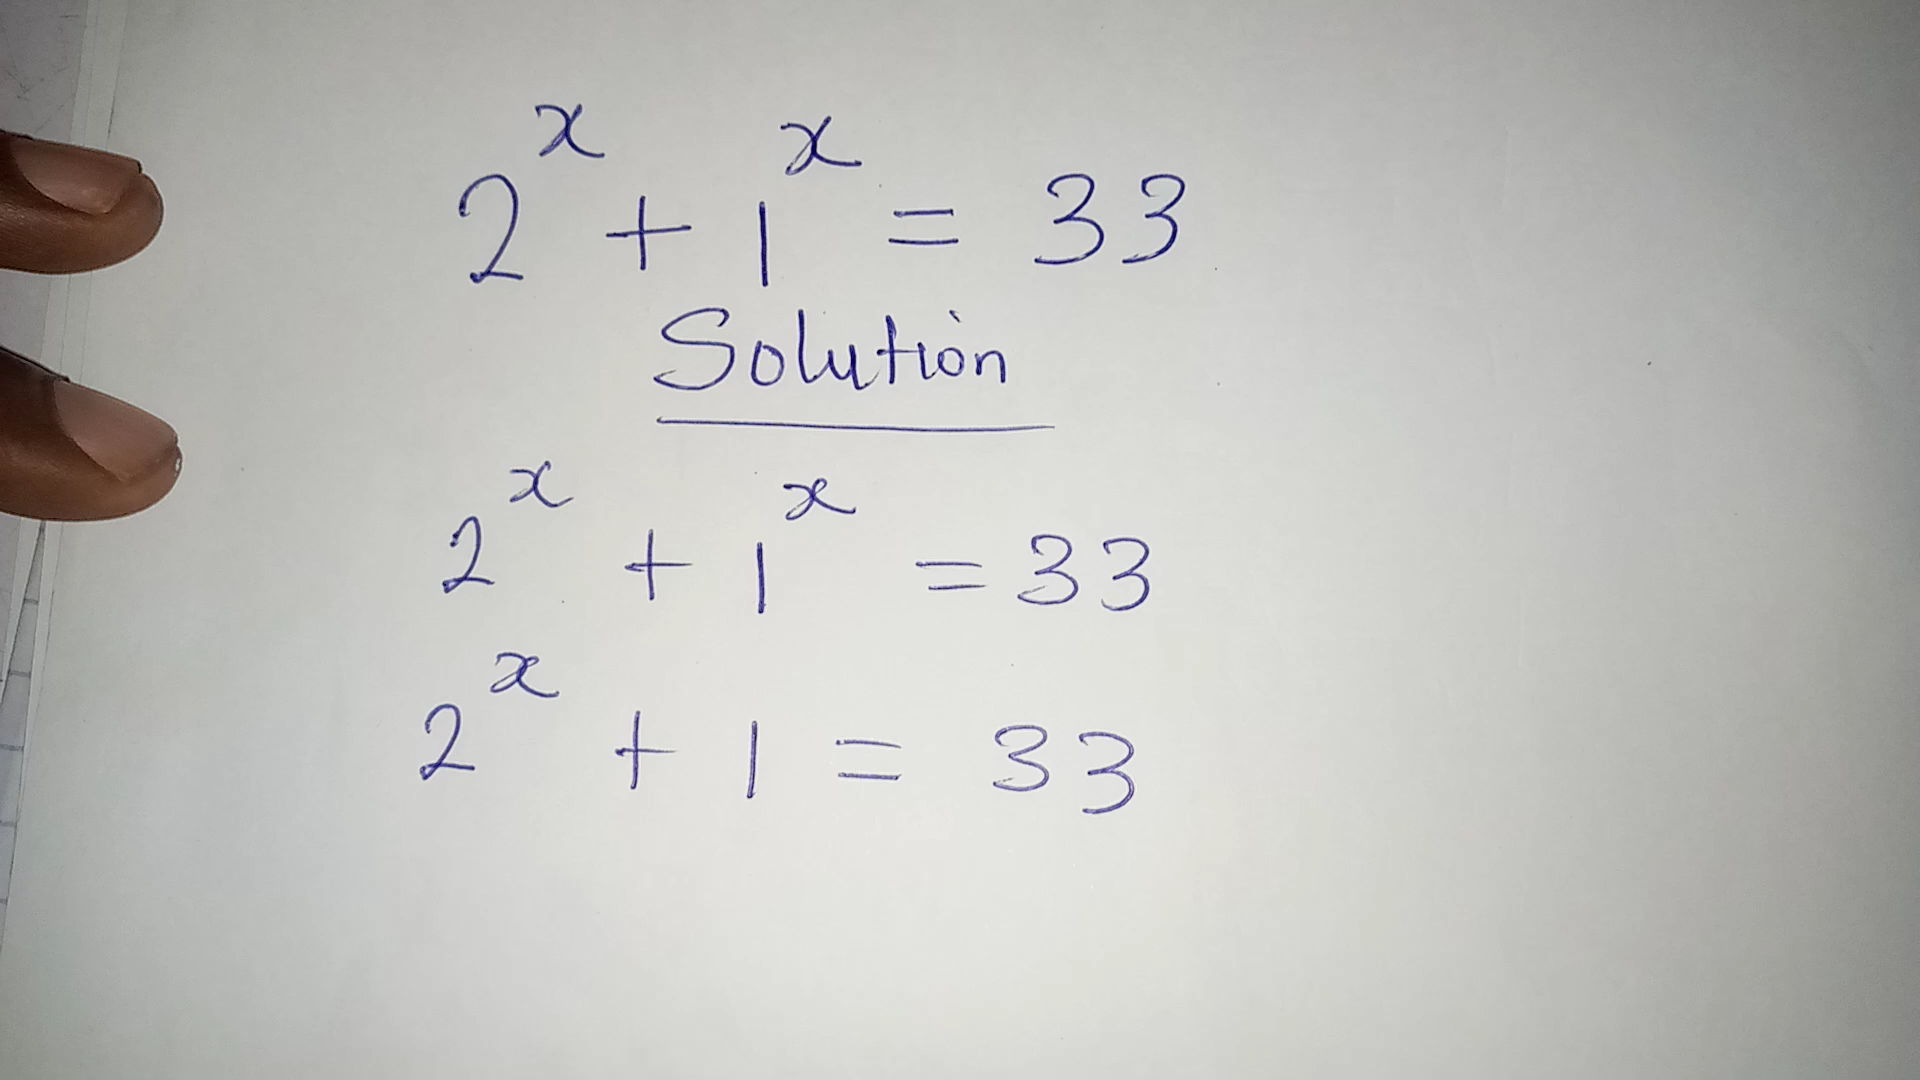 2^x + 1^x = 33
Solution
2^x + 1^x = 33
2^x + 1 = 33